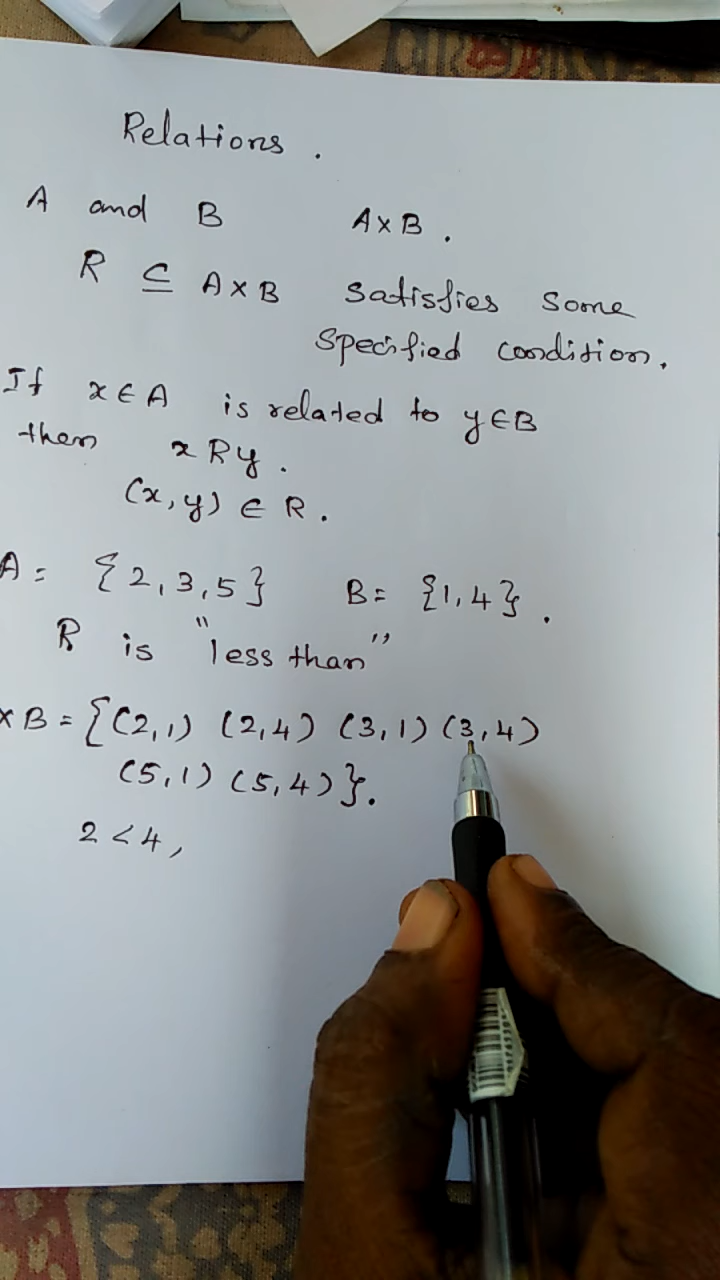 Relations.
A and B A×B.
R ⊆ A×B satisfies some
specified condition.
If x∈A is related to y∈B
then xRy.
(x,y) ∈ R.
A= {2,3,5} B= {1,4}.
R is "less than"
×B = {(2,1) (2,4) (3,1) (3,4)
(5,1) (5,4)}.
2<4,